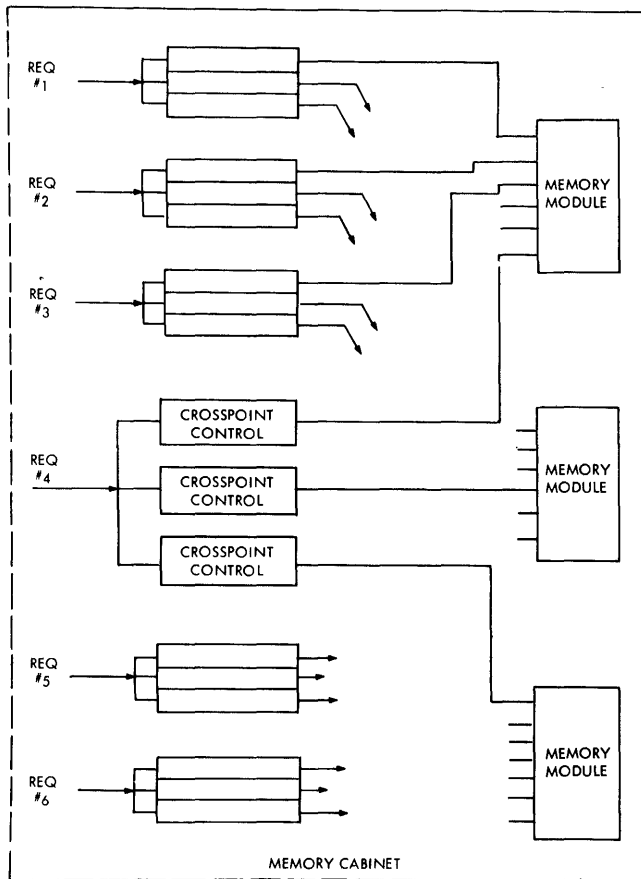 REQ
#1
MEMORY
MODULE
REQ
#2
REQ
#3
CROSSPOINT
CONTROL
REQ
#4
CROSSPOINT
CONTROL
MEMORY
MODULE
CROSSPOINT
CONTROL
REQ
#5
MEMORY
MODULE
REQ
#6
MEMORY CABINET